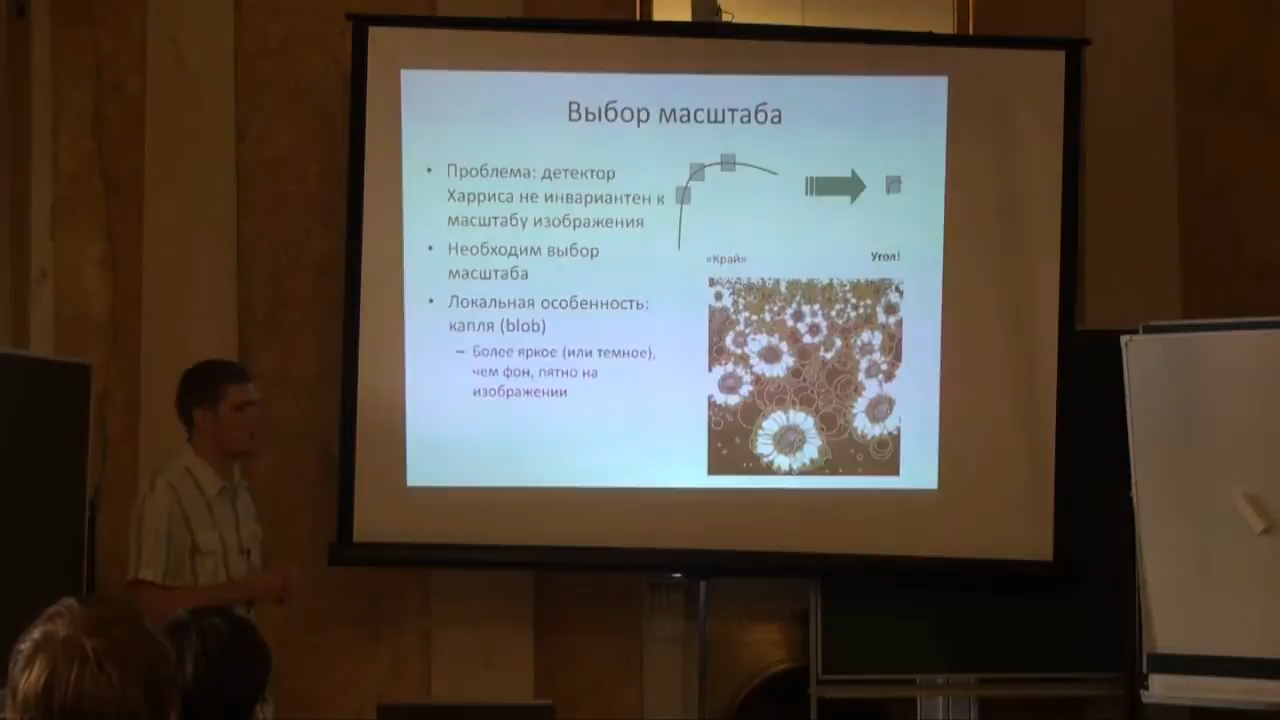 Выбор масштаба
• Проблема: детектор
Харриса не инвариантен к
масштабу изображения
• Необходим выбор
масштаба
• Локальная особенность:
капля (blob)
– Более яркое (или темное),
чем фон, пятно на
изображении
«Край»
Угол!